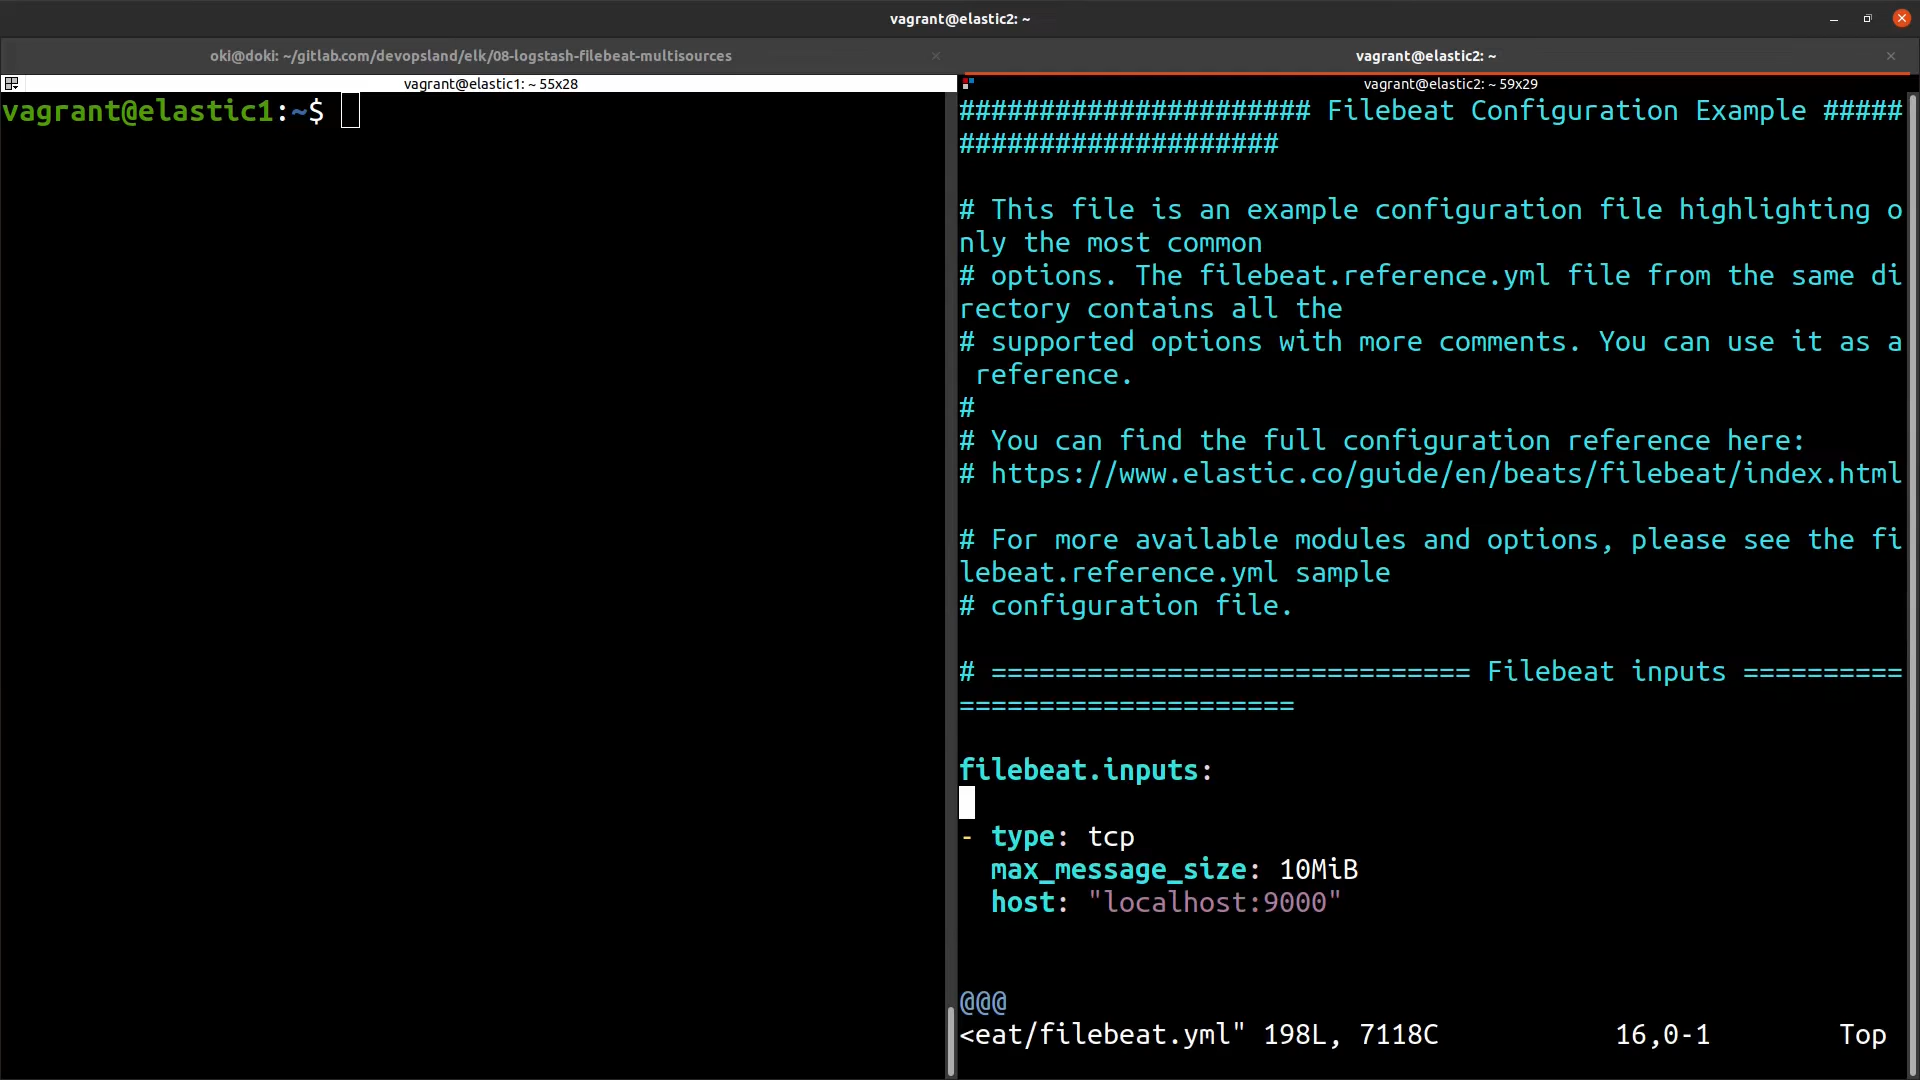 vagrant@elastic2: ~
oki@doki: ~/gitlab.com/devopsland/elk/08-logstash-filebeat-multisources
vagrant@elastic2: ~
vagrant@elastic1: ~ 55x28
vagrant@elastic1:~$
vagrant@elastic2: ~ 59x29
###################### Filebeat Configuration Example #####
####################

# This file is an example configuration file highlighting o
nly the most common
# options. The filebeat.reference.yml file from the same di
rectory contains all the
# supported options with more comments. You can use it as a
 reference.
#
# You can find the full configuration reference here:
# https://www.elastic.co/guide/en/beats/filebeat/index.html

# For more available modules and options, please see the fi
lebeat.reference.yml sample
# configuration file.

# ============================== Filebeat inputs ==========
=====================

filebeat.inputs:

- type: tcp
  max_message_size: 10MiB
  host: "localhost:9000"

@@@
<eat/filebeat.yml" 198L, 7118C 16,0-1 Top